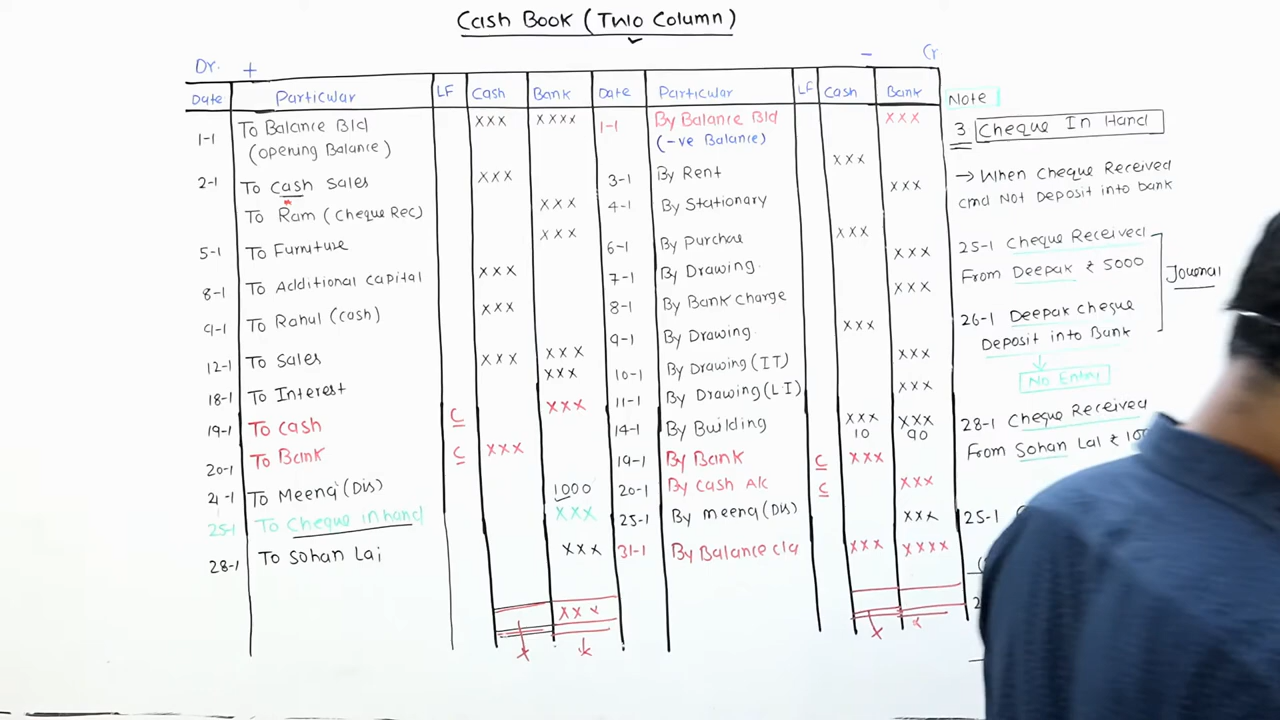 Cash Book (Two Column)
Dr. + - Cr
Date Particular LF Cash Bank Date Particular LF Cash Bank
1-1 To Balance B/d xxx xxxx 1-1 By Balance B/d xxx
(opening Balance) (-ve Balance)
2-1 To cash Sales xxx 3-1 By Rent xxx
To Ram (Cheque Rec) xxx 4-1 By Stationary xxx
5-1 To Furniture xxx 6-1 By Purchae xxx
8-1 To Additional capital xxx 7-1 By Drawing. xxx
9-1 To Rahul (cash) xxx 8-1 By Bank charge xxx
9-1 By Drawing. xxx
12-1 To Sales xxx xxx 10-1 By Drawing (IT) xxx
18-1 To Interest xxx 11-1 By Drawing (L.I) xxx
19-1 To cash C xxx 14-1 By Building xxx xxx
10 90
20-1 To Bank C xxx 19-1 By Bank C xxx
21-1 To Meena (Dis) 1000 20-1 By cash A/c C xxx
25-1 To Cheque inhand xxx 25-1 By meena (Dis) xxx
28-1 To Sohan Lal xxx 31-1 By Balance c/d xxx xxxx
xxx
Note
3 Cheque In Hand
→ When Cheque Received
and Not Deposit into bank
25-1 Cheque Received
From Deepak ₹ 5000
Journal
26-1 Deepak cheque
Deposit into Bank
No Entry
28-1 Cheque Received
From Sohan Lal ₹
25-1